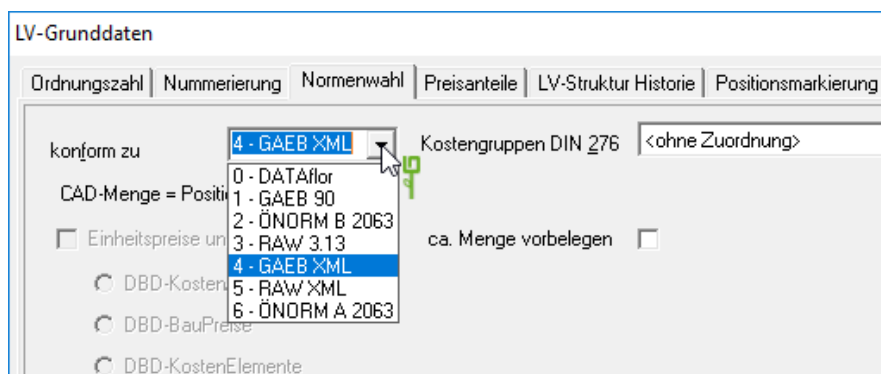 LV-Grunddaten
Ordnungszahl Nummerierung Normenwahl Preisanteile LV-Struktur Historie Positionsmarkierung
konform zu 4 - GAEB XML Kostengruppen DIN 276 <ohne Zuordnung>
0 - DATAflor
CAD-Menge = Positi
1 - GAEB 90
2 - ÖNORM B 2063
Einheitspreise un 3 - RAW 3.13 ca. Menge vorbelegen
4 - GAEB XML
DBD-Kosten 5 - RAW XML
6 - ÖNORM A 2063
DBD-BauPreise
DBD-KostenElemente